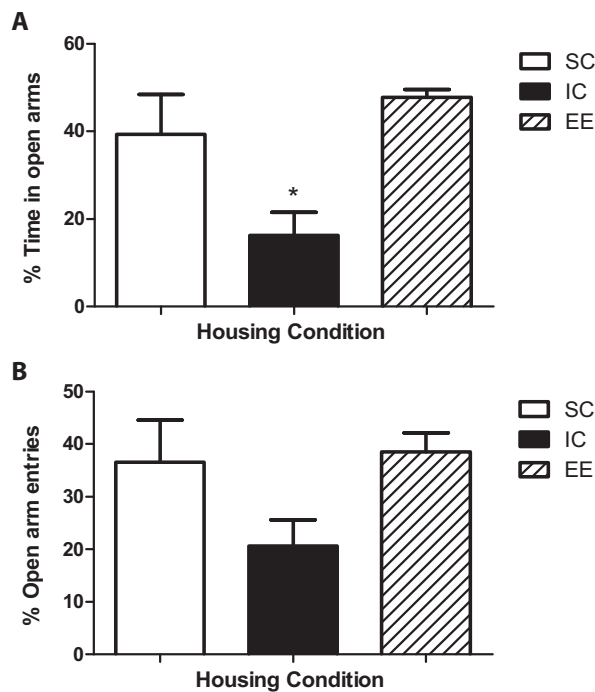 A
% Time in open arms
60
40
20
0
*
Housing Condition
SC
IC
EE
B
% Open arm entries
50
40
30
20
10
0
Housing Condition
SC
IC
EE